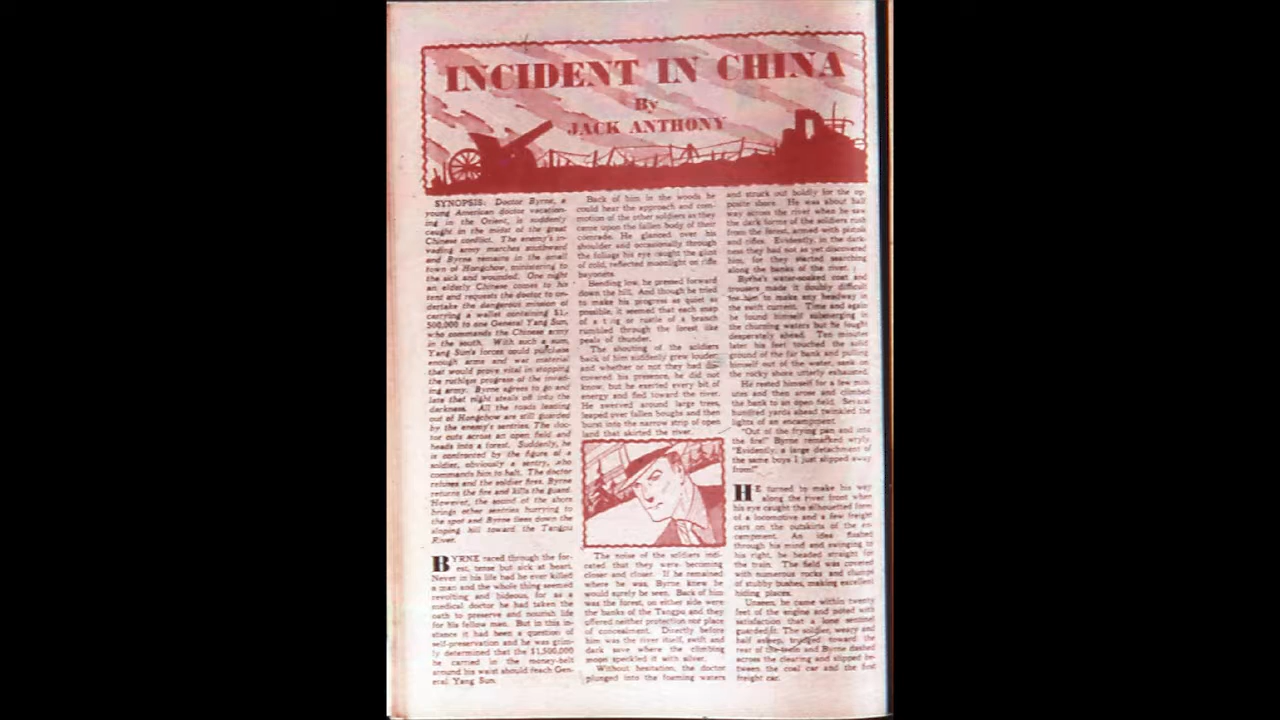 INCIDENT IN CHINA
By
JACK ANTHONY
SYNOPSIS: Doctor Byrne, a
young American doctor vacation-
ing in the Orient, is suddenly
caught in the midst of the great
Chinese conflict. The enemy's in-
vading army marches southward
and Byrne remains in the small
town of Hongchow, ministering to
the sick and wounded. One night
an elderly Chinese comes to his
tent and requests the doctor to un-
dertake the dangerous mission of
carrying a wallet containing $1,-
500,000 to one General Yang Sun,
who commands the Chinese army
in the south. With such a sum,
Yang Sun's forces could purchase
enough arms and war material
that would prove vital in stopping
the ruthless progress of the invad-
ing army. Byrne agrees to go and
late that night steals off into the
darkness. All the roads leading
out of Hongchow are still guarded
by the enemy's sentries. The doc-
tor cuts across an open field and
heads into a forest. Suddenly, he
is confronted by the figure of a
soldier, obviously a sentry, who
commands him to halt. The doctor
refuses and the soldier fires. Byrne
returns the fire and kills the guard.
However, the sound of the shots
brings other sentries hurrying to
the spot and Byrne flees down the
sloping hill toward the Tangpu
River.
BYRNE raced through the for-
est, tense but sick at heart.
Never in his life had he ever killed
a man and the whole thing seemed
revolting and hideous, for as a
medical doctor he had taken the
oath to preserve and nourish life
for his fellow man. But in this in-
stance it had been a question of
self-preservation and he was grim-
ly determined that the $1,500,000
he carried in the money-belt
around his waist should reach Gen-
eral Yang Sun.
Back of him in the woods he
could hear the approach and com-
motion of the other soldiers as they
came upon the fallen body of their
comrade. He glanced over his
shoulder and occasionally through
the foliage his eye caught the glint
of cold, reflected moonlight on rifle
bayonets.
Bending low, he pressed forward
down the hill. And though he tried
to make his progress as quiet as
possible, it seemed that each snap
of a twig or rustle of a branch
rumbled through the forest like
peals of thunder.
The shouting of the soldiers
back of him suddenly grew louder
and whether or not they had dis-
covered his presence, he did not
know, but he exerted every bit of
energy and fled toward the river.
He swerved around large trees,
leaped over fallen boughs and then
burst into the narrow strip of open
land that skirted the river.
The noise of the soldiers indi-
cated that they were becoming
closer and closer. If he remained
where he was, Byrne knew he
would surely be seen. Back of him
was the forest, on either side were
the banks of the Tangpu and they
offered neither protection nor place
of concealment. Directly before
him was the river itself, swift and
dark save where the climbing
moon speckled it with silver.
Without hesitation, the doctor
plunged into the foaming waters
and struck out boldly for the op-
posite shore. He was about half
way across the river when he saw
the dark forms of the soldiers rush
from the forest, armed with pistols
and rifles. Evidently, in the dark-
ness they had not as yet discovered
him, for they started searching
along the banks of the river.
Byrne's water-soaked coat and
trousers made it doubly difficult
for him to make any headway in
the swift current. Time and again
he found himself submerging in
the churning waters but he fought
desperately ahead. Ten minutes
later his feet touched the solid
ground of the far bank and pulling
himself out of the water, sank on
the rocky shore utterly exhausted.
He rested himself for a few min-
utes and then arose and climbed
the bank to an open field. Several
hundred yards ahead twinkled the
lights of an encampment.
"Out of the frying pan and into
the fire!" Byrne remarked wryly.
"Evidently, a large detachment of
the same boys I just slipped away
from!"
HE turned to make his way
along the river front when
his eye caught the silhouetted form
of a locomotive and a few freight
cars on the outskirts of the en-
campment. An idea flashed
through his mind and swinging to
his right, he headed straight for
the train. The field was covered
with numerous rocks and clumps
of stubby bushes, making excellent
hiding places.
Unseen, he came within twenty
feet of the engine and noted with
satisfaction that a lone sentinel
guarded it. The soldier, weary and
half asleep, trudged toward the
rear of the train and Byrne dashed
across the clearing and slipped be-
tween the coal car and the first
freight car.